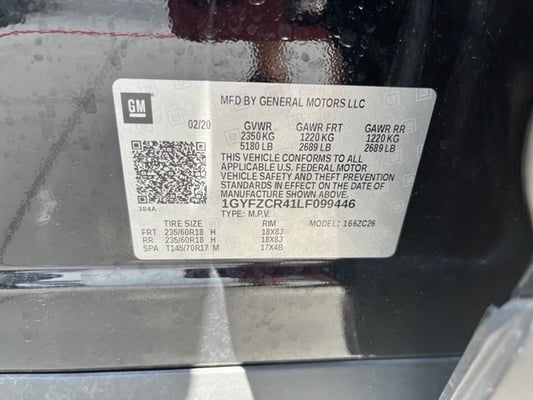 GM
MFD BY GENERAL MOTORS LLC
02/20 GVWR GAWR FRT GAWR RR
2350 KG 1220 KG 1220 KG
5180 LB 2689 LB 2689 LB
THIS VEHICLE CONFORMS TO ALL
APPLICABLE U.S. FEDERAL MOTOR
VEHICLE SAFETY, BUMPER, AND THEFT
PREVENTION STANDARDS
IN EFFECT ON THE DATE OF
MANUFACTURE SHOWN ABOVE.
384A
1GYFZCR41LF099446
TYPE: M.P.V.
TIRE SIZE RIM MODEL: 166ZC26
FRT 235/60R18 H 18X8J
RR 235/60R18 H 18X8J
SPA T145/70R17 M 17X4B